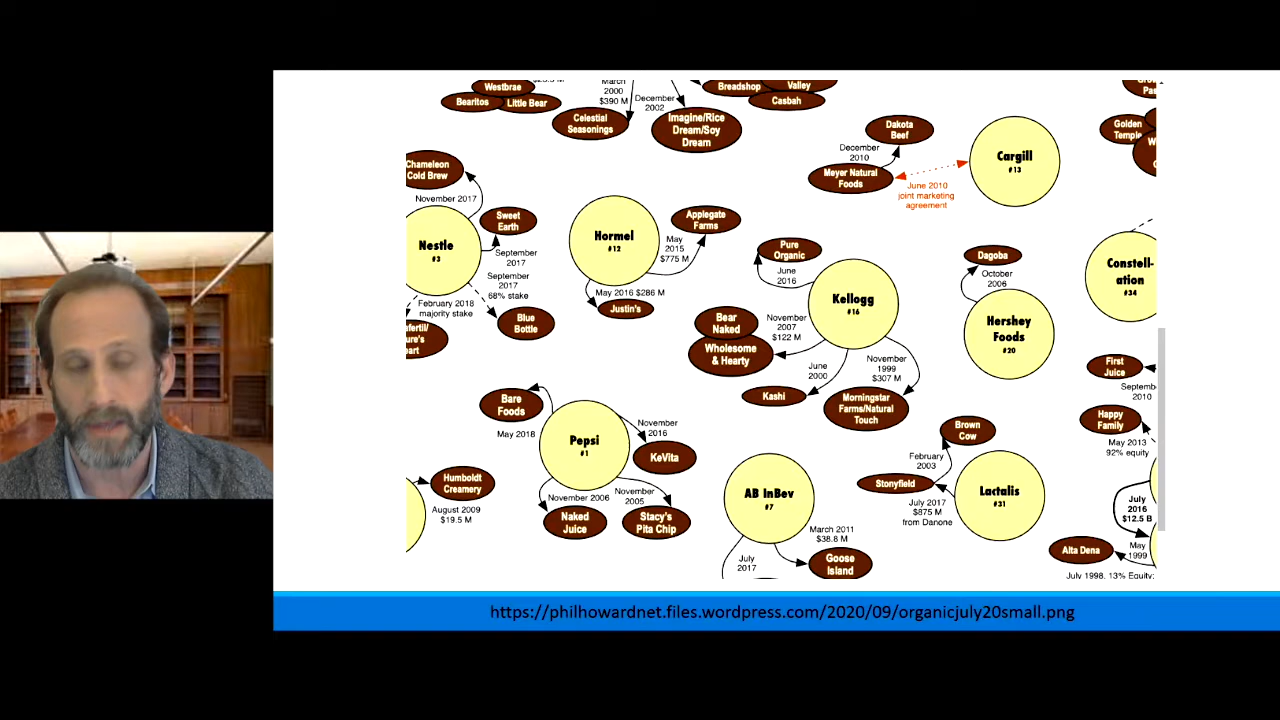 Westbrae
Bearitos
Little Bear
March
2000
$390 M
December
2002
Celestial
Seasonings
Imagine/Rice
Dream/Soy
Dream
Breadshop
Valley
Casbah
Dakota
Beef
December
2010
Meyer Natural
Foods
June 2010
joint marketing
agreement
Cargill
#13
Golden
Temple
Chameleon
Cold Brew
November 2017
Nestle
#3
Sweet
Earth
September
2017
September
2017
68% stake
February 2018
majority stake
Blue
Bottle
Hormel
#12
Applegate
Farms
May
2015
$775 M
May 2016 $286 M
Justin's
Pure
Organic
June
2016
Kellogg
#16
Bear
Naked
Wholesome
& Hearty
November
2007
$122 M
June
2000
Kashi
November
1999
$307 M
Morningstar
Farms/Natural
Touch
Dagoba
October
2006
Hershey
Foods
#20
Constell-
ation
#34
First
Juice
2010
Happy
Family
May 2013
92% equity
Bare
Foods
May 2018
Pepsi
#1
November
2016
KeVita
November 2006
Naked
Juice
November
2005
Stacy's
Pita Chip
Humboldt
Creamery
August 2009
$19.5 M
AB InBev
#7
July
2017
March 2011
$38.8 M
Goose
Island
Brown
Cow
February
2003
Stonyfield
July 2017
$875 M
from Danone
Lactalis
#31
July
2016
$12.5 B
May
1999
Alta Dena
July 1998. 13% Equity;
https://philhowardnet.files.wordpress.com/2020/09/organicjuly20small.png